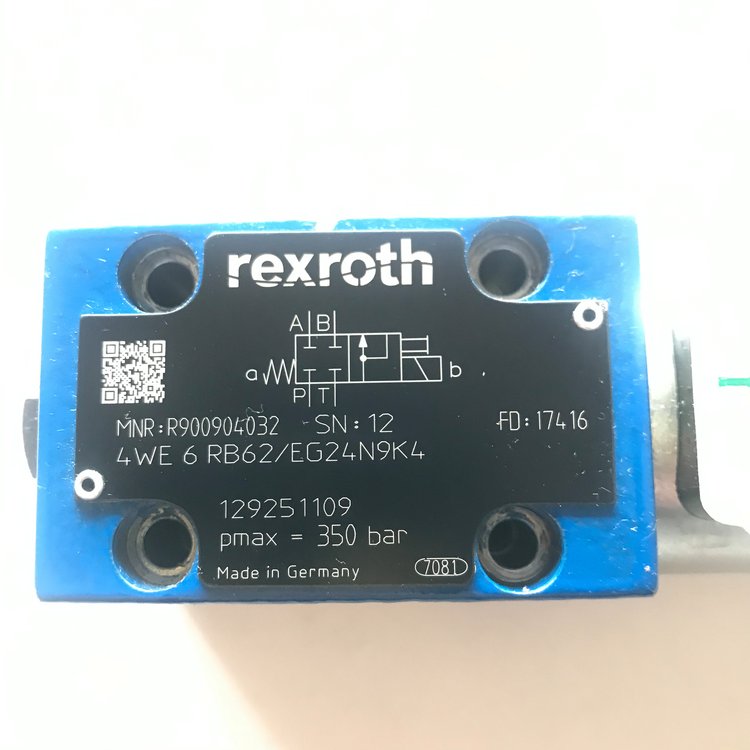 rexroth
A B
a b
P T
MNR:R900904032 SN:12 FD:17416
4WE 6 RB62/EG24N9K4
129251109
pmax = 350 bar
Made in Germany 7081